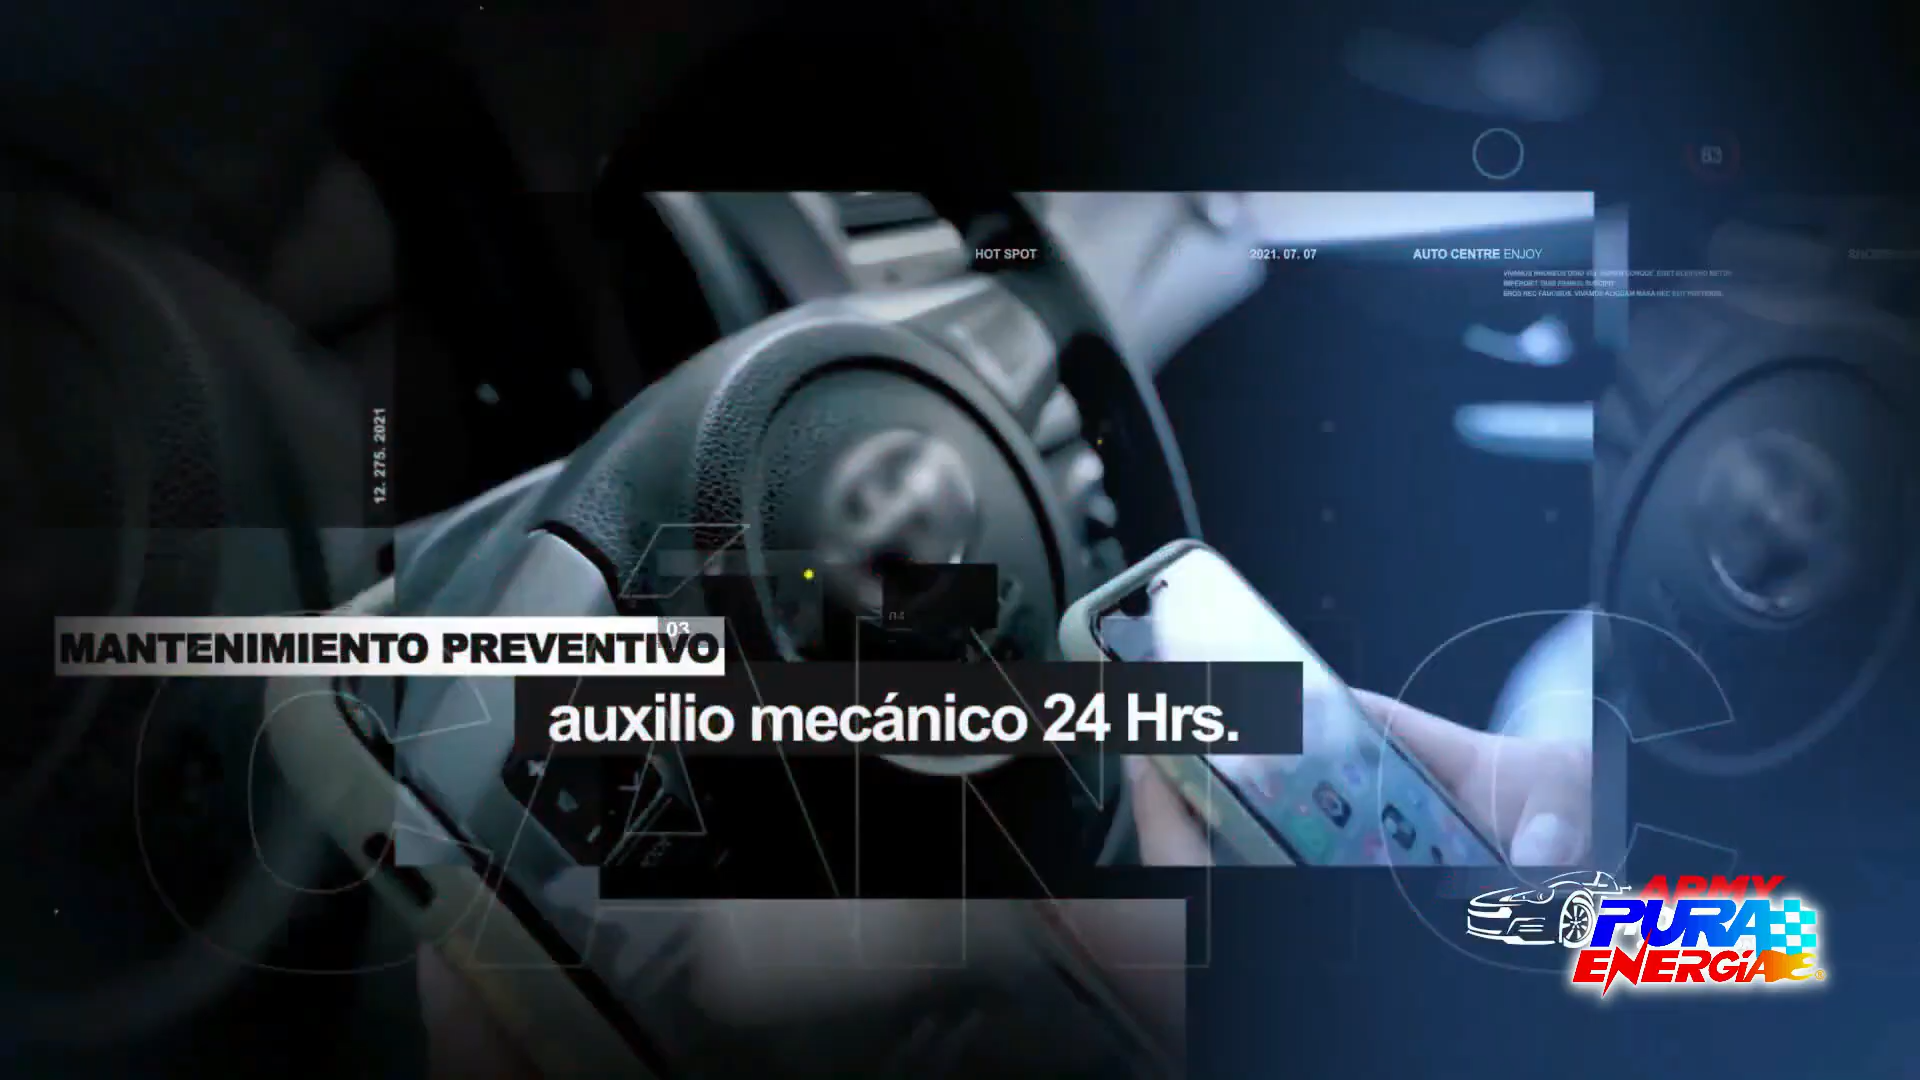 83
HOT SPOT
2021. 07. 07
AUTO CENTRE ENJOY
12. 275. 2021
03
04
MANTENIMIENTO PREVENTIVO
auxilio mecánico 24 Hrs.
ARMY
PURA
ENERGÍA